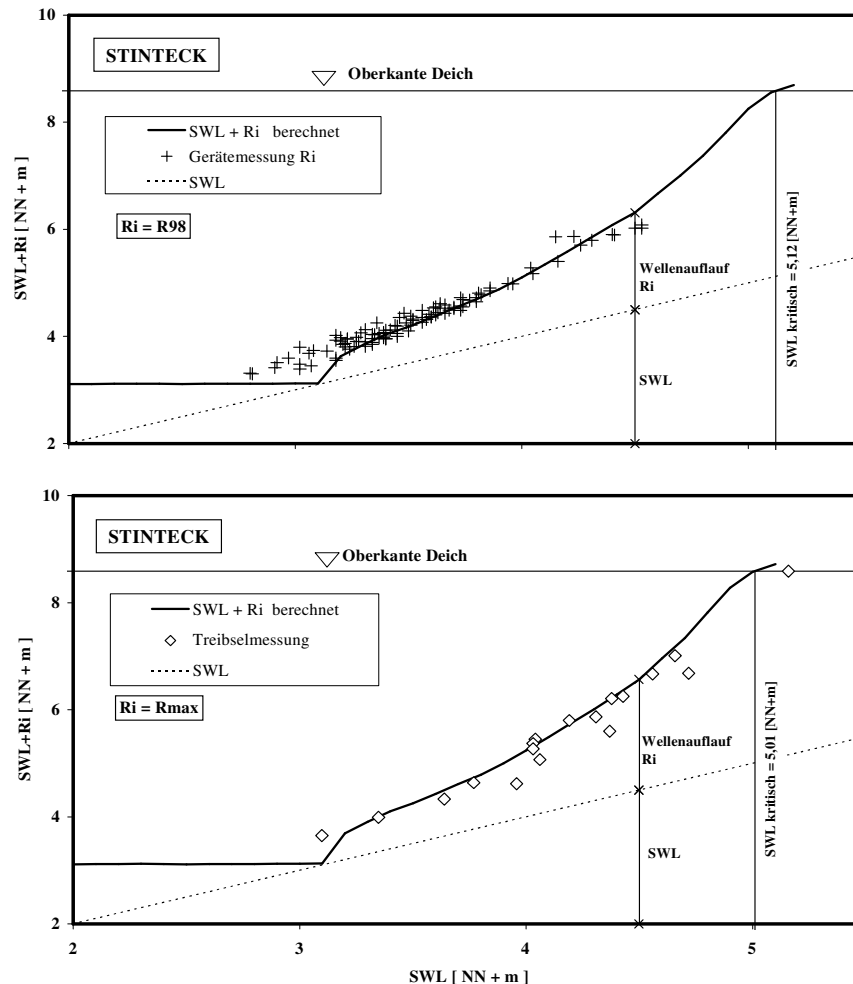 10
STINTECK
Oberkante Deich
8
SWL + Ri berechnet
Gerätemessung Ri
SWL
Ri = R98
SWL+Ri [ NN + m ]
6
Wellenauflauf
Ri
4
SWL
SWL kritisch = 5,12 [NN+m]
2
10
STINTECK
Oberkante Deich
8
SWL + Ri berechnet
Treibselmessung
SWL
Ri = Rmax
SWL+Ri [ NN + m ]
6
Wellenauflauf
Ri
4
SWL
SWL kritisch = 5,01 [NN+m]
2
2 3 4 5
SWL [ NN + m ]